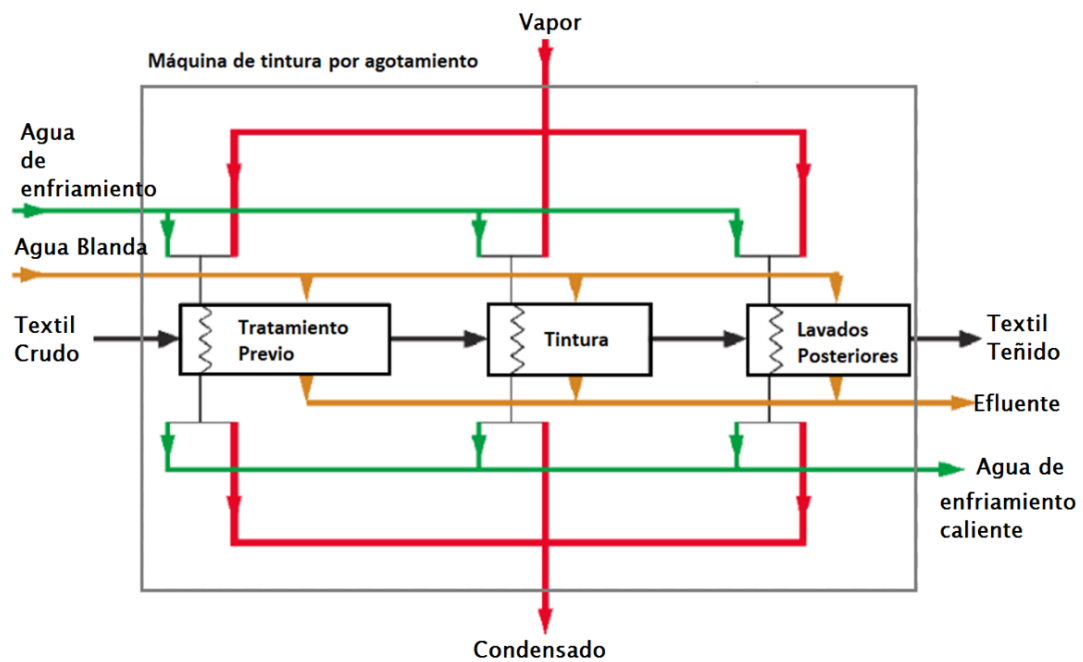 Vapor
Máquina de tintura por agotamiento
Agua
de
enfriamiento
Agua Blanda
Textil
Crudo
Tratamiento
Previo
Tintura
Lavados
Posteriores
Textil
Teñido
Efluente
Agua de
enfriamiento
caliente
Condensado